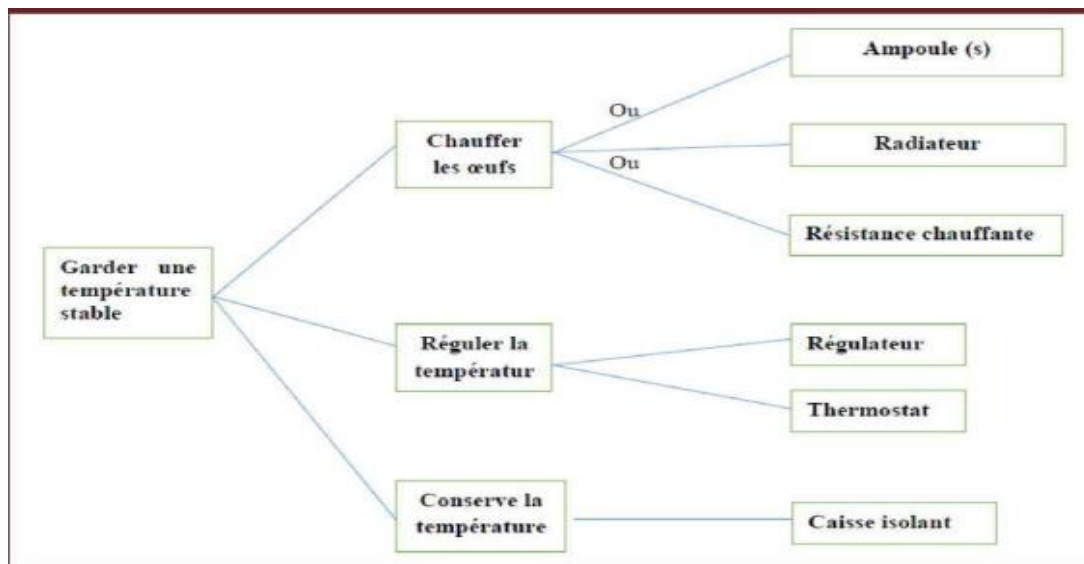 Ampoule (s)
Ou
Chauffer
les œufs
Radiateur
Ou
Résistance chauffante
Garder une
température
stable
Réguler la
températur
Régulateur
Thermostat
Conserve la
température
Caisse isolant